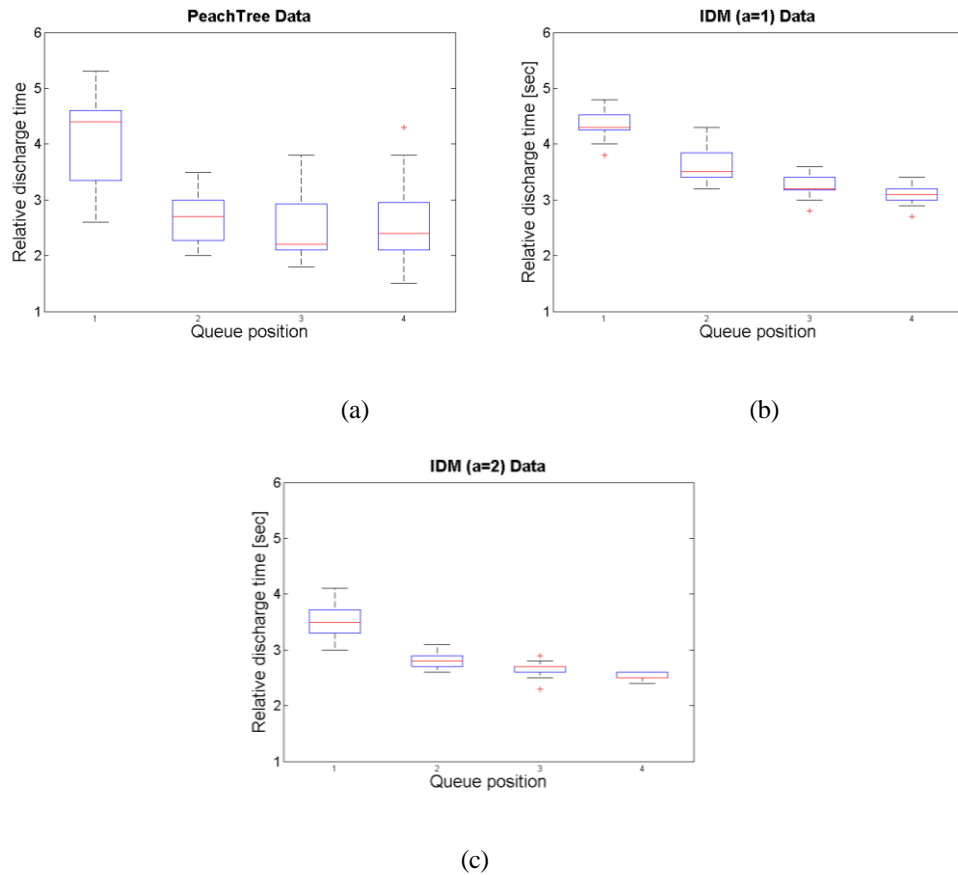 PeachTree Data
Relative discharge time
6
5
4
3
2
1
1 2 3 4
Queue position
(a)
IDM (a=1) Data
Relative discharge time [sec]
6
5
4
3
2
1
1 2 3 4
Queue position
(b)
IDM (a=2) Data
Relative discharge time [sec]
6
5
4
3
2
1
1 2 3 4
Queue position
(c)